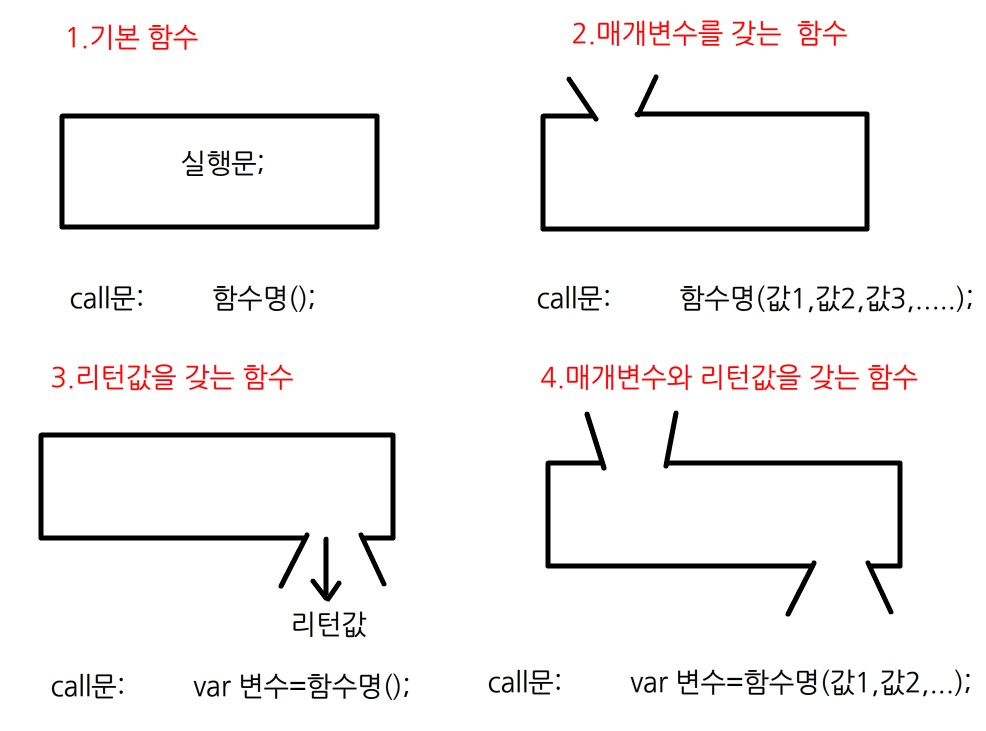 1.기본 함수
실행문;
call문: 함수명();
2.매개변수를 갖는 함수
call문: 함수명(값1,값2,값3,.....);
3.리턴값을 갖는 함수
리턴값
call문: var 변수=함수명();
4.매개변수와 리턴값을 갖는 함수
call문: var 변수=함수명(값1,값2,...);